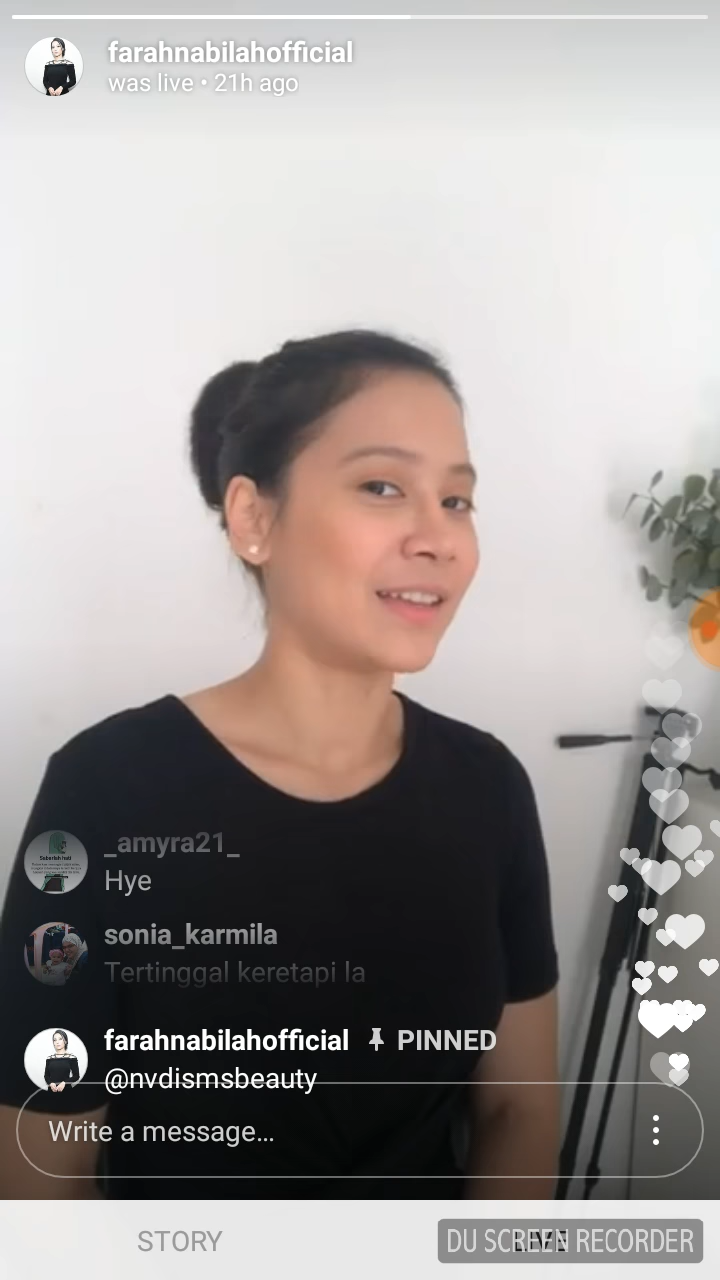 farahnabilahofficial
was live • 21h ago
_amyra21_
Hye
sonia_karmila
Tertinggal keretapi la
farahnabilahofficial PINNED
@nvdismsbeauty
Write a message...
STORY
LIVE
DU SCREEN RECORDER